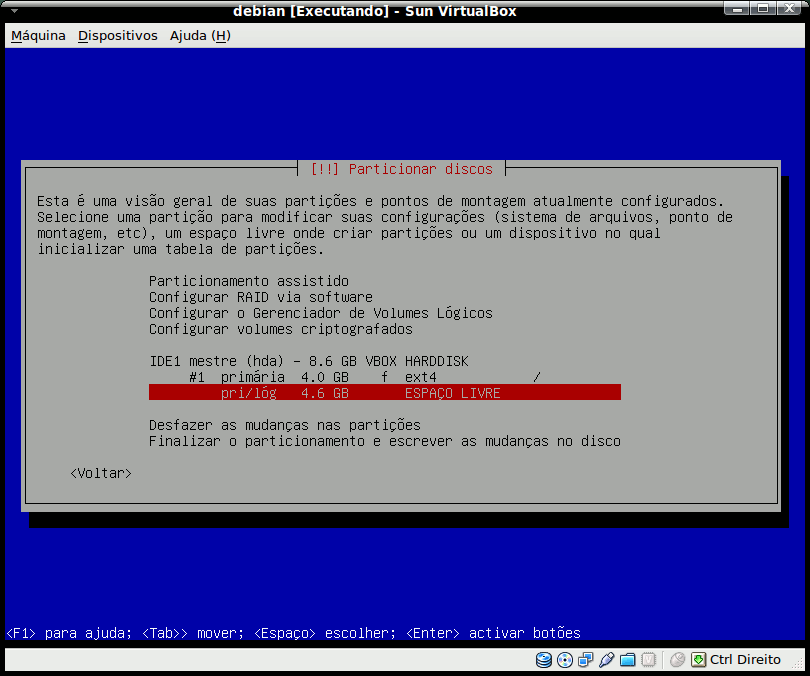 debian [Executando] - Sun VirtualBox
Máquina Dispositivos Ajuda (H)
[!!] Particionar discos
Esta é uma visão geral de suas partições e pontos de montagem atualmente configurados.
Selecione uma partição para modificar suas configurações (sistema de arquivos, ponto de
montagem, etc), um espaço livre onde criar partições ou um dispositivo no qual
inicializar uma tabela de partições.
Particionamento assistido
Configurar RAID via software
Configurar o Gerenciador de Volumes Lógicos
Configurar volumes criptografados
IDE1 mestre (hda) - 8.6 GB VBOX HARDDISK
#1 primária 4.0 GB f ext4 /
pri/lóg 4.6 GB ESPAÇO LIVRE
Desfazer as mudanças nas partições
Finalizar o particionamento e escrever as mudanças no disco
<Voltar>
<F1> para ajuda; <Tab>> mover; <Espaço> escolher; <Enter> activar botões
Ctrl Direito